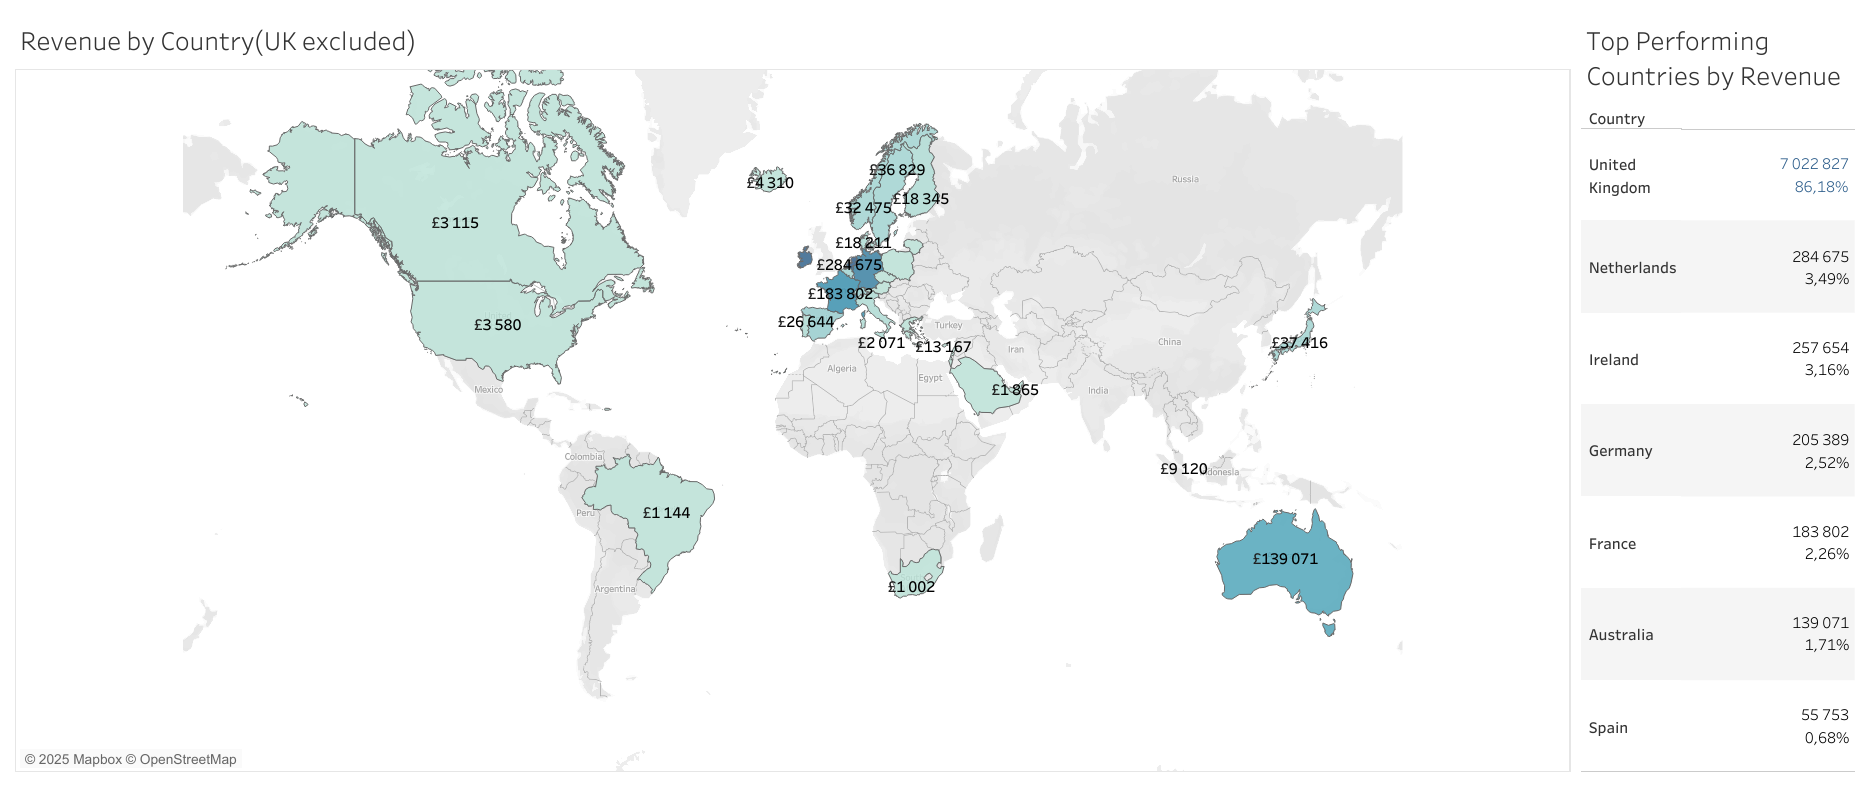 Revenue by Country(UK excluded)
Top Performing
Countries by Revenue
Country
United
Kingdom
7 022 827
86,18%
Netherlands
284 675
3,49%
Ireland
257 654
3,16%
Germany
205 389
2,52%
France
183 802
2,26%
Australia
139 071
1,71%
Spain
55 753
0,68%
£36 829
£4 310
Russia
£18 345
£32 475
£3 115
£18 211
£284 675
£183 802
£26 644
£3 580
Turkey
£2 071
£13 167
Iran
China
£37 416
Algeria
Egypt
Mexico
£1 865
India
Colombia
£9 120
donesia
Peru
£1 144
£139 071
£1 002
Argentina
© 2025 Mapbox © OpenStreetMap